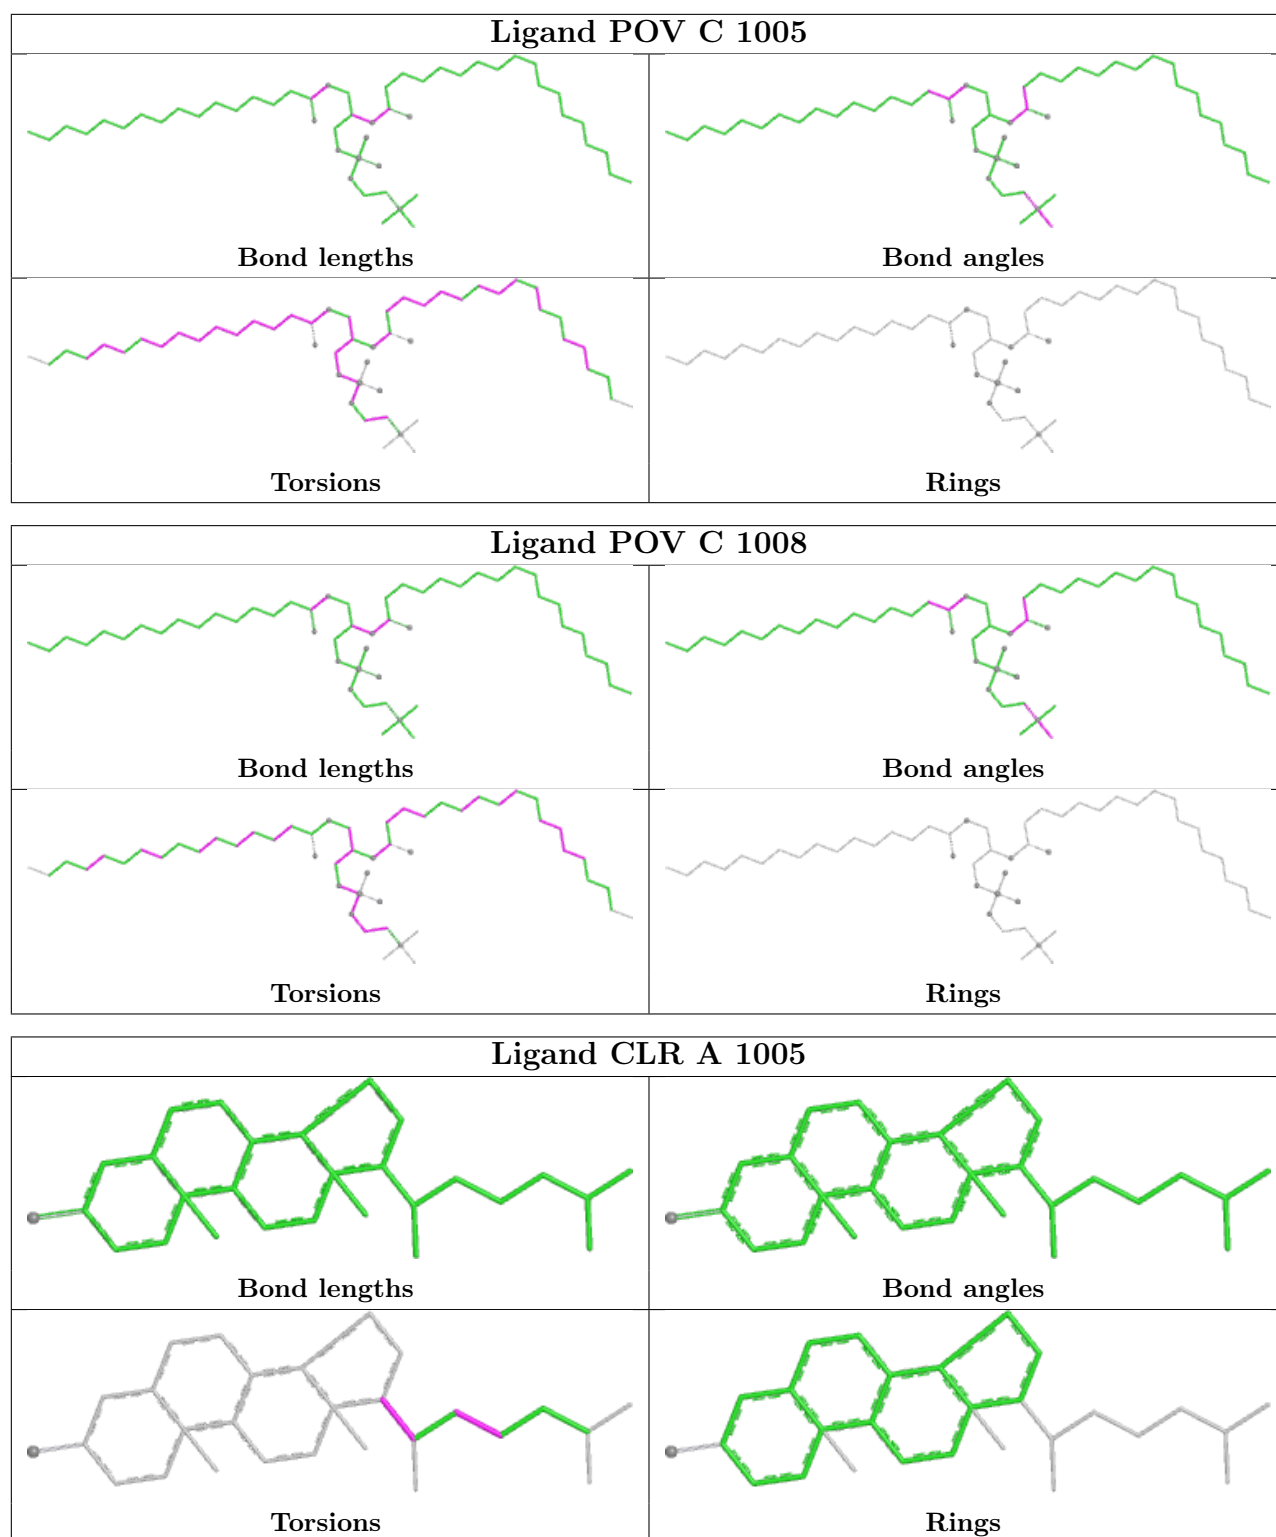 Ligand POV C 1005
Bond lengths
Bond angles
Torsions
Rings
Ligand POV C 1008
Bond lengths
Bond angles
Torsions
Rings
Ligand CLR A 1005
Bond lengths
Bond angles
Torsions
Rings